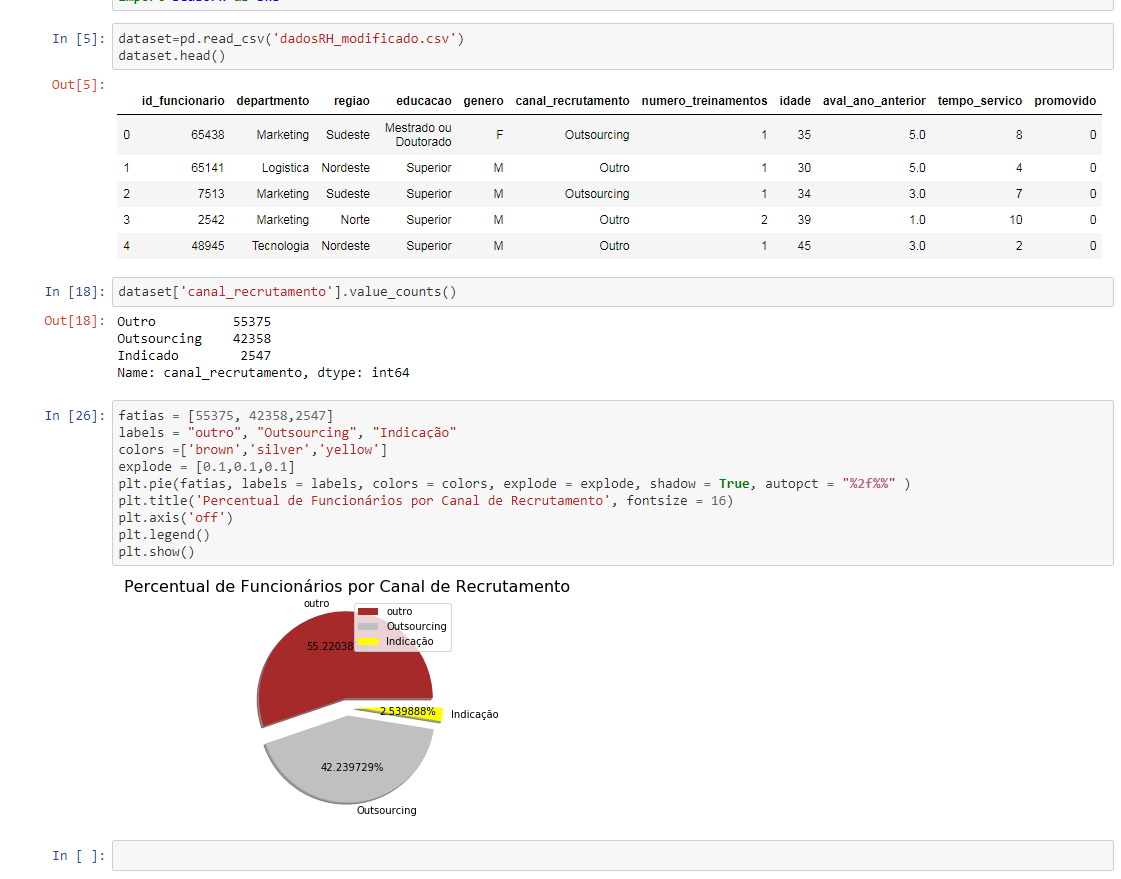 In [5]: dataset=pd.read_csv('dadosRH_modificado.csv')
dataset.head()
Out[5]:
id_funcionario departmento regiao educacao genero canal_recrutamento numero_treinamentos idade aval_ano_anterior tempo_servico promovido
0 65438 Marketing Sudeste Mestrado ou Doutorado F Outsourcing 1 35 5.0 8 0
1 65141 Logistica Nordeste Superior M Outro 1 30 5.0 4 0
2 7513 Marketing Sudeste Superior M Outsourcing 1 34 3.0 7 0
3 2542 Marketing Norte Superior M Outro 2 39 1.0 10 0
4 48945 Tecnologia Nordeste Superior M Outro 1 45 3.0 2 0
In [18]: dataset['canal_recrutamento'].value_counts()
Out[18]: Outro 55375
Outsourcing 42358
Indicado 2547
Name: canal_recrutamento, dtype: int64
In [26]: fatias = [55375, 42358,2547]
labels = "outro", "Outsourcing", "Indicação"
colors =['brown','silver','yellow']
explode = [0.1,0.1,0.1]
plt.pie(fatias, labels = labels, colors = colors, explode = explode, shadow = True, autopct = "%2f%%" )
plt.title('Percentual de Funcionários por Canal de Recrutamento', fontsize = 16)
plt.axis('off')
plt.legend()
plt.show()
Percentual de Funcionários por Canal de Recrutamento
outro
outro
Outsourcing
Indicação
55.22038
2.539888%
Indicação
42.239729%
Outsourcing
In [ ]: